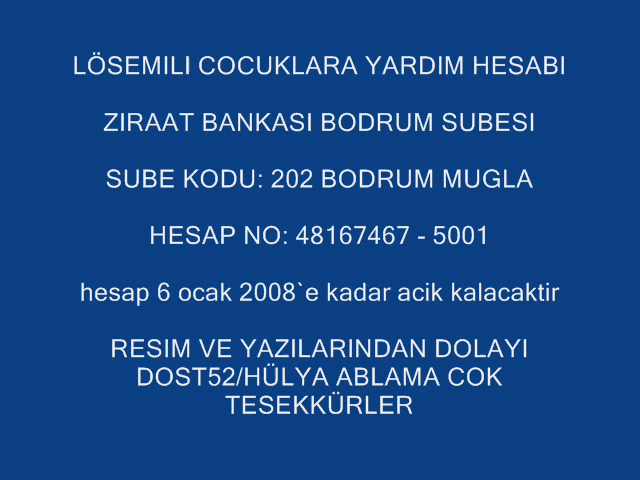 LÖSEMILI COCUKLARA YARDIM HESABI
ZIRAAT BANKASI BODRUM SUBESI
SUBE KODU: 202 BODRUM MUGLA
HESAP NO: 48167467 - 5001
hesap 6 ocak 2008`e kadar acik kalacaktir
RESIM VE YAZILARINDAN DOLAYI
DOST52/HÜLYA ABLAMA COK
TESEKKÜRLER